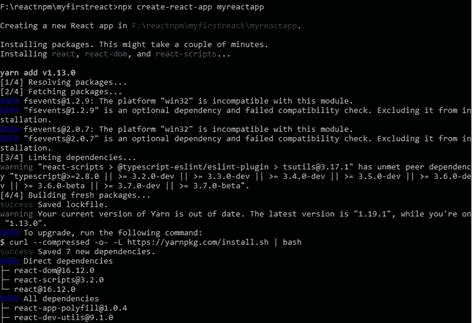 F:\reactnpm\myfirstreact>npx create-react-app myreactapp
Creating a new React app in F:\reactnpm\myfirstreact\myreactapp.
Installing packages. This might take a couple of minutes.
Installing react, react-dom, and react-scripts...
yarn add v1.13.0
[1/4] Resolving packages...
[2/4] Fetching packages...
info fsevents@1.2.9: The platform "win32" is incompatible with this module.
info "fsevents@1.2.9" is an optional dependency and failed compatibility check. Excluding it from in
stallation.
info fsevents@2.0.7: The platform "win32" is incompatible with this module.
info "fsevents@2.0.7" is an optional dependency and failed compatibility check. Excluding it from in
stallation.
[3/4] Linking dependencies...
warning "react-scripts > @typescript-eslint/eslint-plugin > tsutils@3.17.1" has unmet peer dependenc
y "typescript@>=2.8.0 || >= 3.2.0-dev || >= 3.3.0-dev || >= 3.4.0-dev || >= 3.5.0-dev || >= 3.6.0-de
v || >= 3.6.0-beta || >= 3.7.0-dev || >= 3.7.0-beta".
[4/4] Building fresh packages...
success Saved lockfile.
warning Your current version of Yarn is out of date. The latest version is "1.19.1", while you're on
"1.13.0".
info To upgrade, run the following command:
$ curl --compressed -o- -L https://yarnpkg.com/install.sh | bash
success Saved 7 new dependencies.
info Direct dependencies
├─ react-dom@16.12.0
├─ react-scripts@3.2.0
└─ react@16.12.0
info All dependencies
├─ react-app-polyfill@1.0.4
├─ react-dev-utils@9.1.0